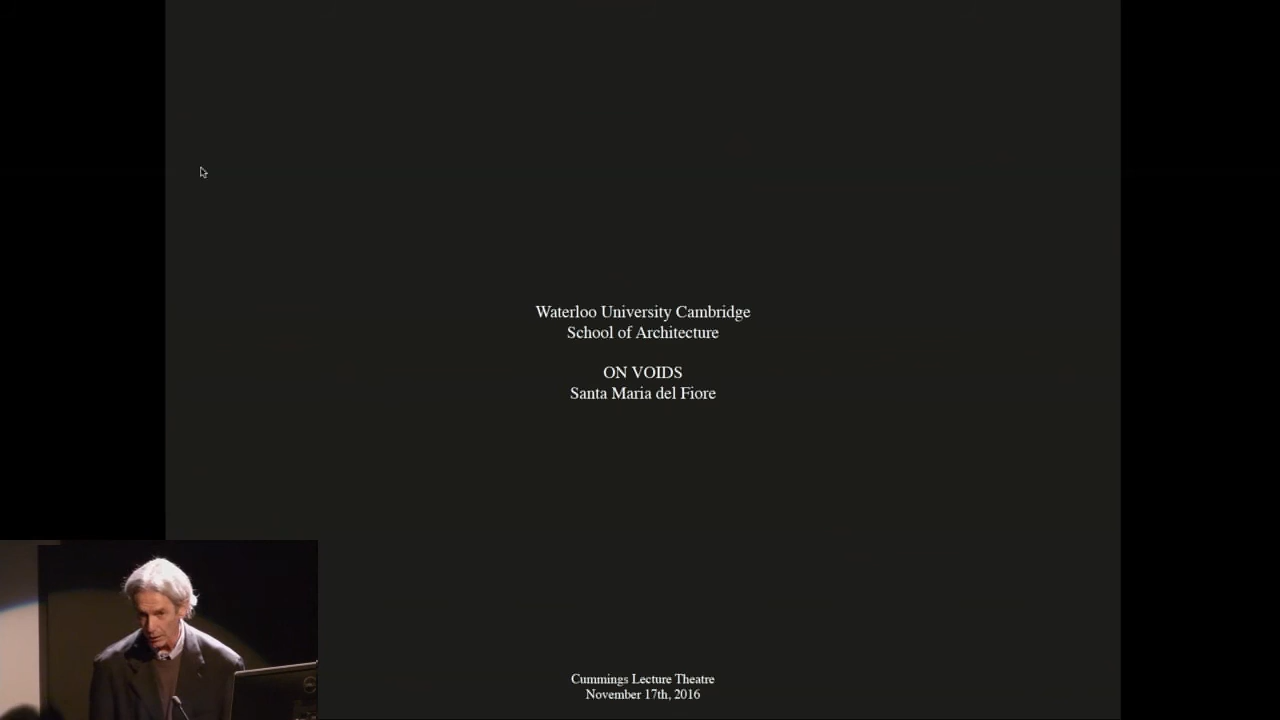 Waterloo University Cambridge
School of Architecture
ON VOIDS
Santa Maria del Fiore
Cummings Lecture Theatre
November 17th, 2016